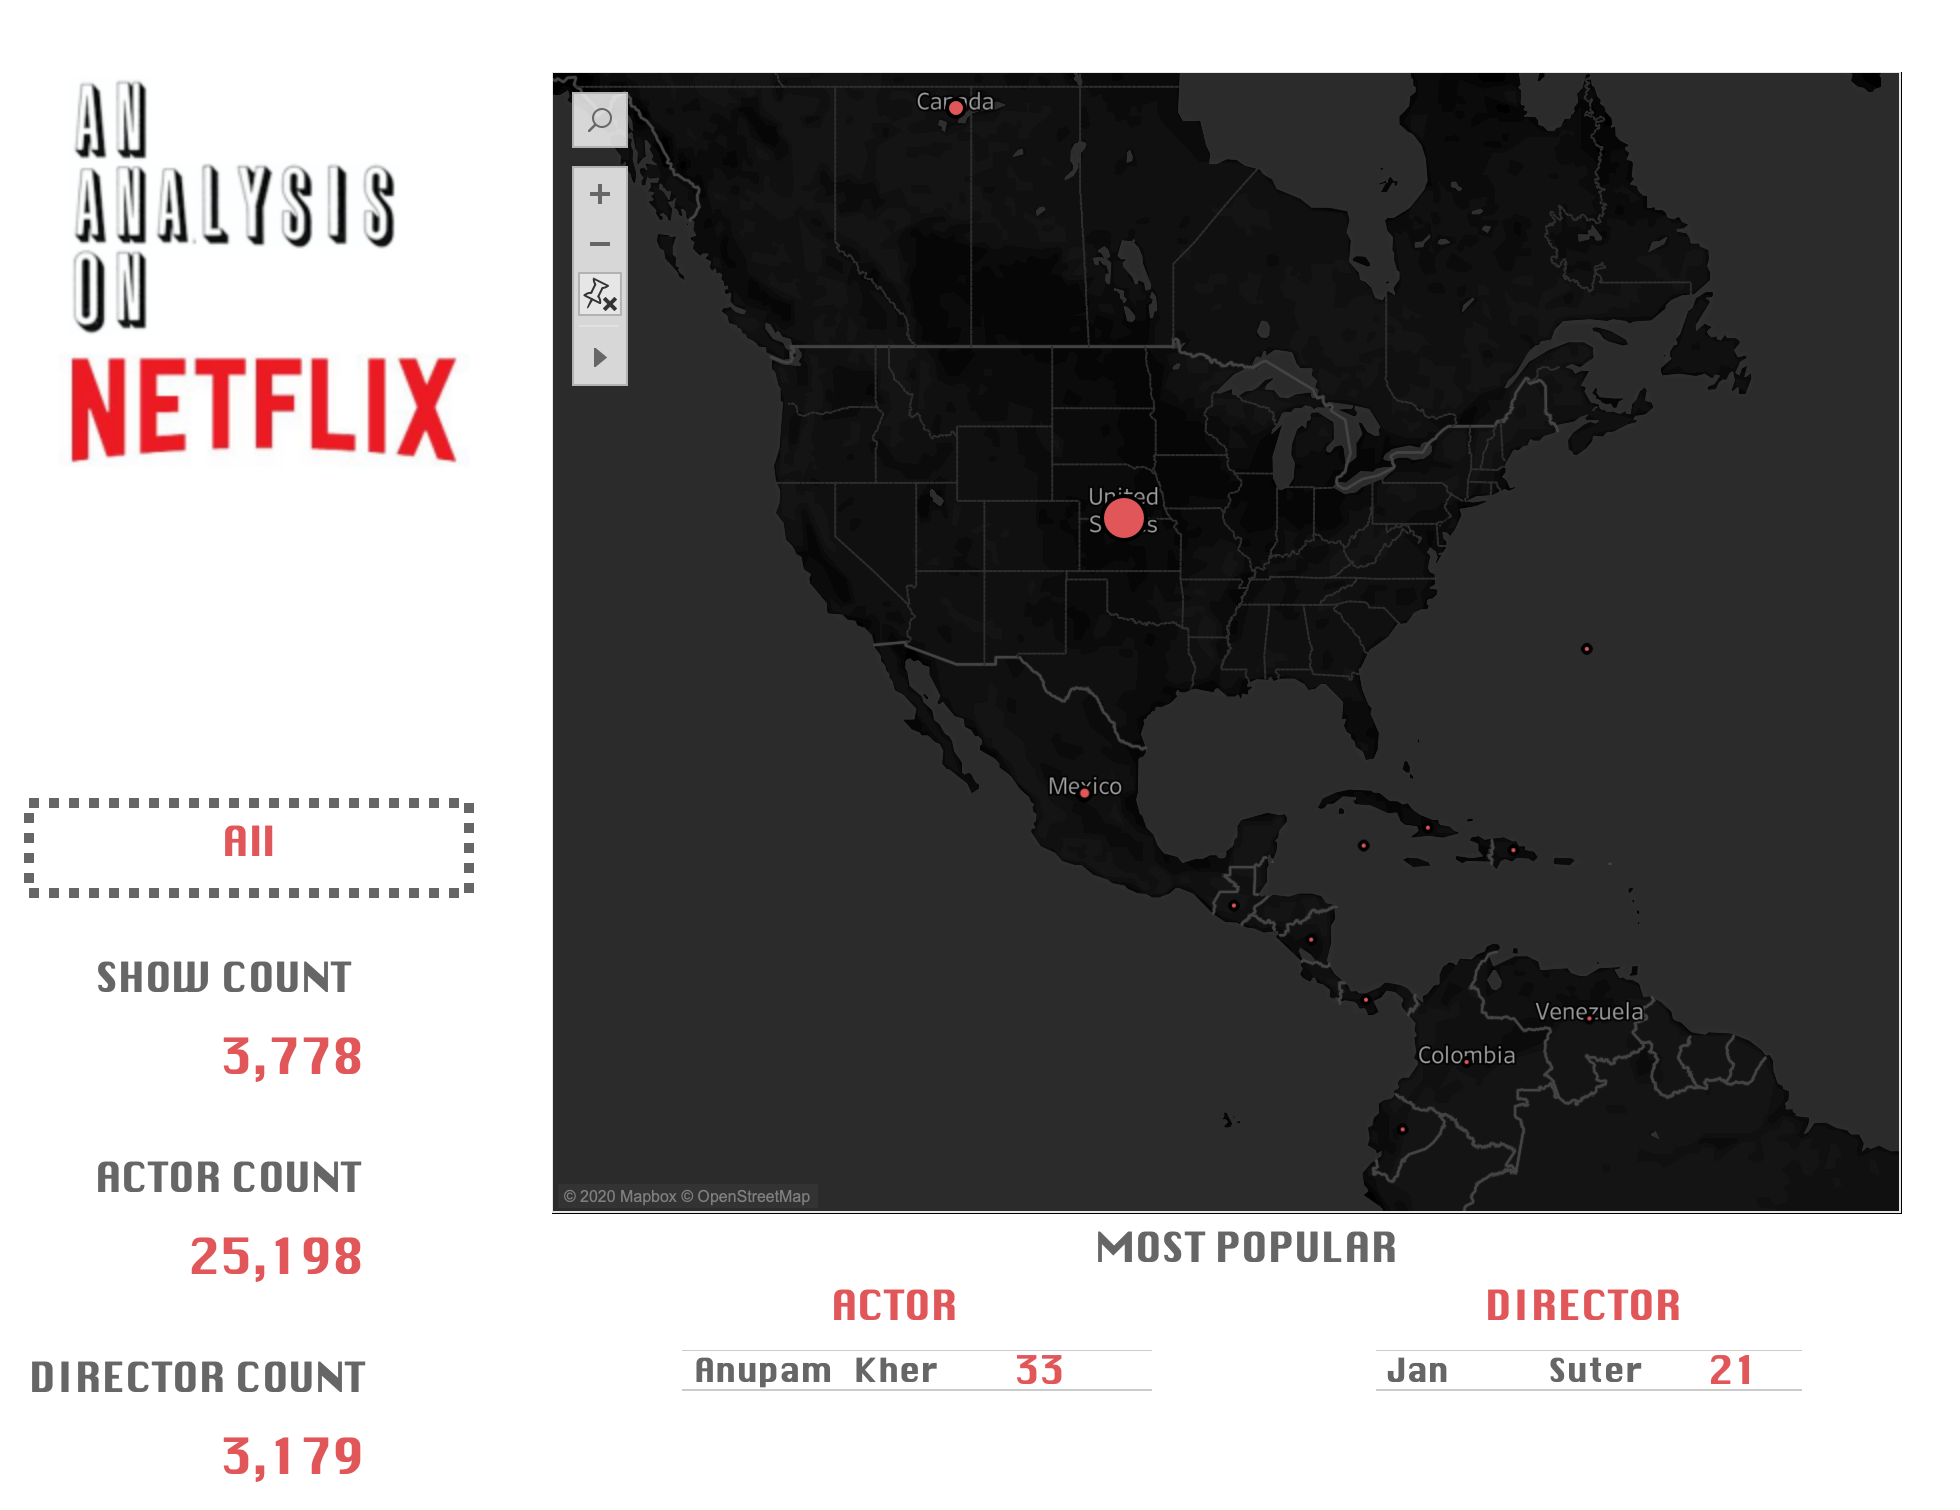 AN
ANALYSIS
ON
NETFLIX
All
SHOW COUNT
3,778
ACTOR COUNT
25,198
DIRECTOR COUNT
3,179
Canada
United
States
Mexico
Venezuela
Colombia
© 2020 Mapbox © OpenStreetMap
MOST POPULAR
ACTOR
Anupam Kher 33
DIRECTOR
Jan Suter 21